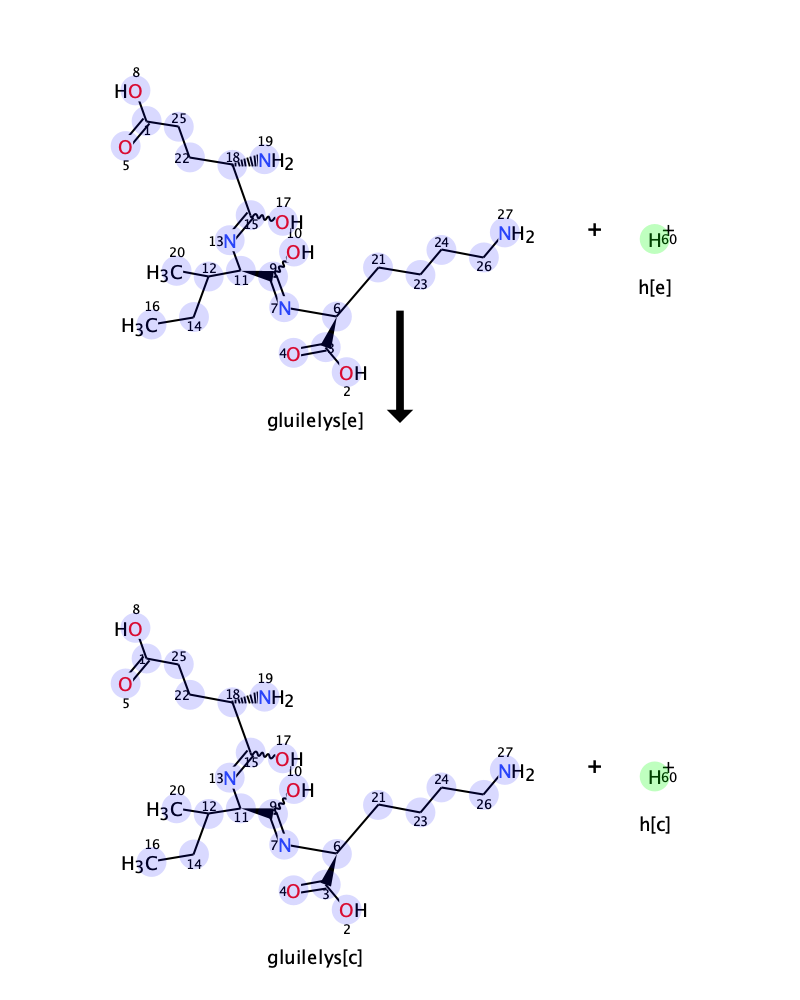 8
HO
25
1
O
5
22
18
19
NH2
17
15
OH
10
13
N
OH
20
H3C
12
11
9
16
H3C
14
7
N
6
21
23
24
26
27
NH2
4
O
3
OH
2
gluilelys[e]
+
H+
60
h[e]
8
HO
25
1
O
5
22
18
19
NH2
17
15
OH
10
13
N
OH
20
H3C
12
11
9
16
H3C
14
7
N
6
21
23
24
26
27
NH2
4
O
3
OH
2
gluilelys[c]
+
H+
60
h[c]